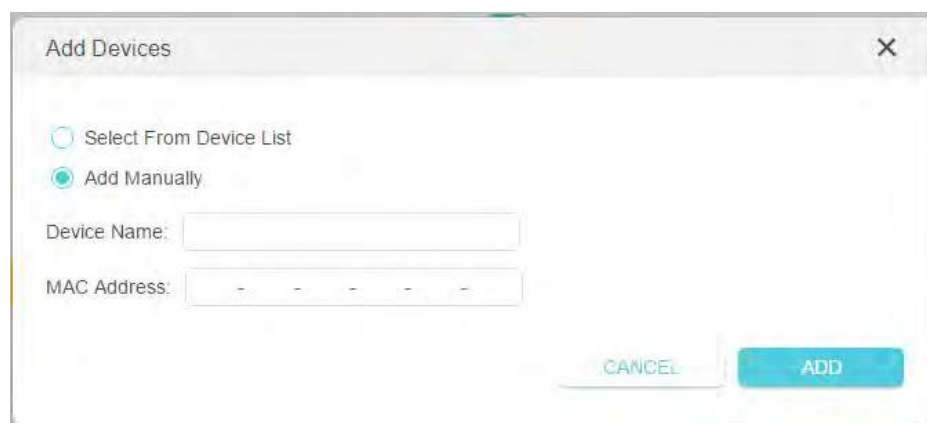 Add Devices
Select From Device List
Add Manually
Device Name:
MAC Address: - - - - -
CANCEL ADD